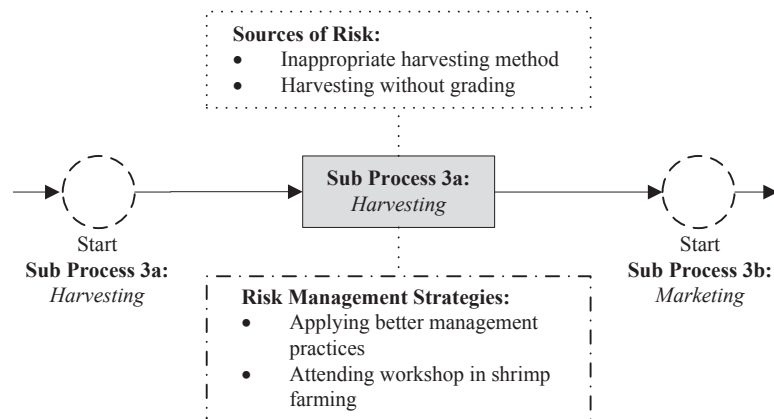 Sources of Risk:
• Inappropriate harvesting method
• Harvesting without grading
Sub Process 3a:
Harvesting
Start
Sub Process 3a:
Harvesting
Start
Sub Process 3b:
Marketing
Risk Management Strategies:
• Applying better management
practices
• Attending workshop in shrimp
farming